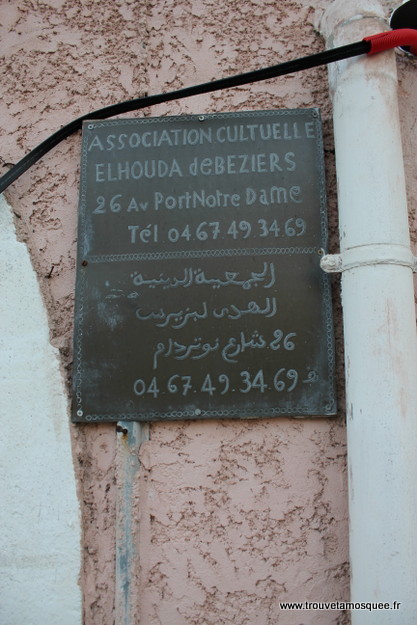 ASSOCIATION CULTUELLE
ELHOUDA deBEZIERS
26 Av PortNotre Dame
Tél 04.67.49.34.69
الجمعية الدينية
الهدى لبزيرس
26 شارع نوتردام
04.67.49.34.69 هـ
www.trouvetamosquee.fr